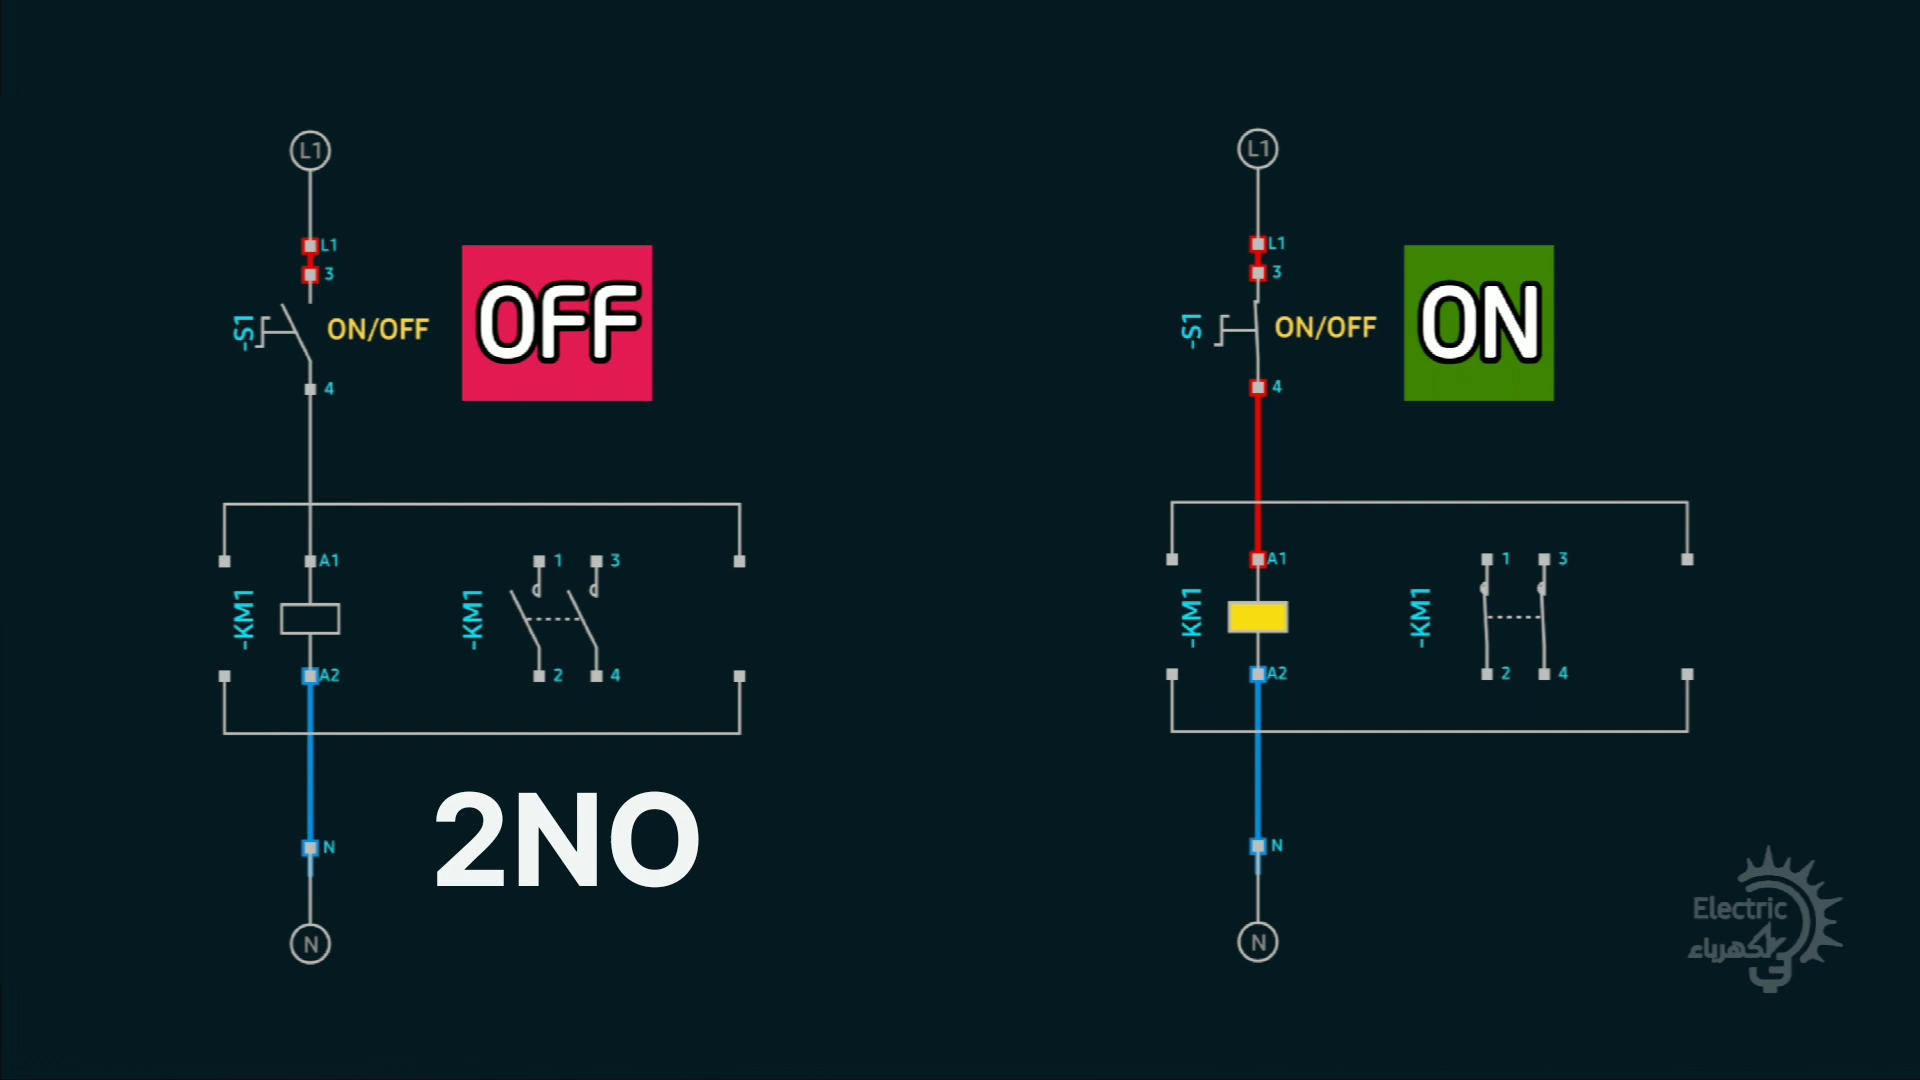 L1
L1
3
-S1
ON/OFF
OFF
4
A1
-KM1
A2
-KM1
1
3
2
4
2NO
N
N
L1
L1
3
-S1
ON/OFF
ON
4
A1
-KM1
A2
-KM1
1
3
2
4
N
N
Electric
كهرباء